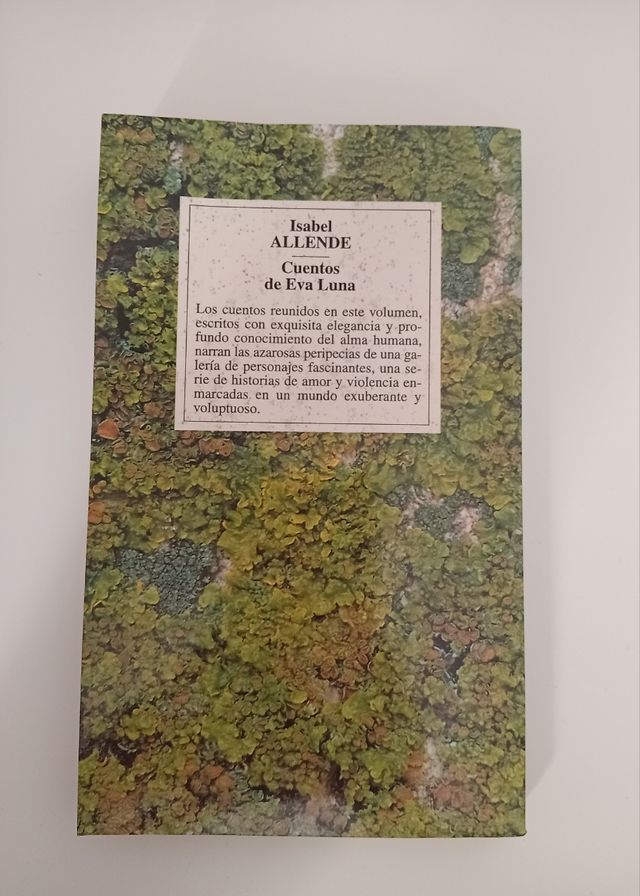 Isabel
ALLENDE
Cuentos
de Eva Luna
Los cuentos reunidos en este volumen,
escritos con exquisita elegancia y pro-
fundo conocimiento del alma humana,
narran las azarosas peripecias de una ga-
lería de personajes fascinantes, una se-
rie de historias de amor y violencia en-
marcadas en un mundo exuberante y
voluptuoso.